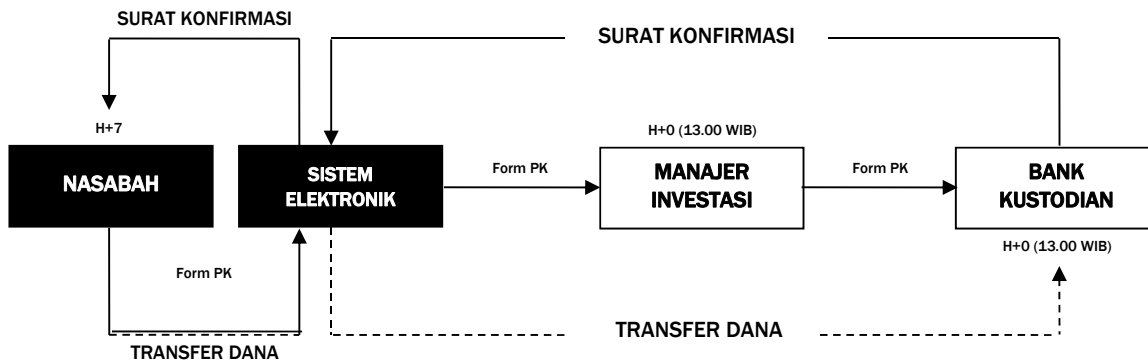 SURAT KONFIRMASI
SURAT KONFIRMASI
H+7
H+0 (13.00 WIB)
NASABAH
SISTEM
ELEKTRONIK
Form PK
MANAJER
INVESTASI
Form PK
BANK
KUSTODIAN
H+0 (13.00 WIB)
Form PK
TRANSFER DANA
TRANSFER DANA